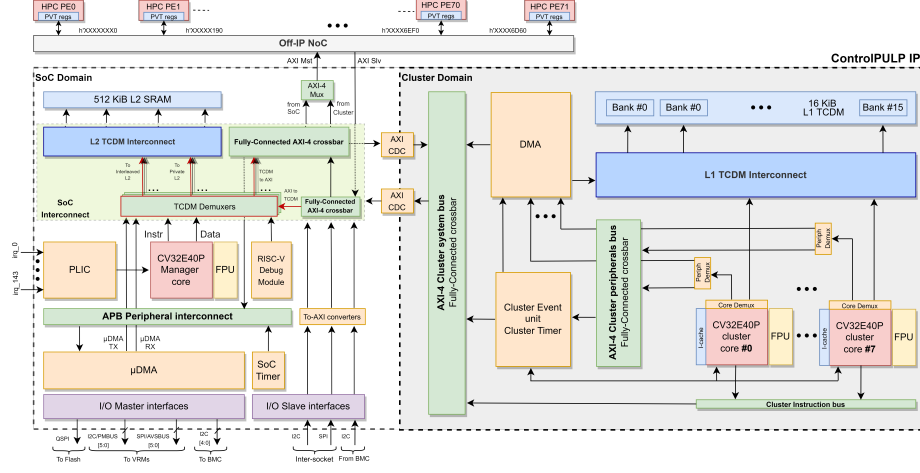 HPC PE0
PVT regs
HPC PE1
PVT regs
HPC PE70
PVT regs
HPC PE71
PVT regs
h'XXXXXXX0
h'XXXXX190
h'XXXX6EF0
h'XXXX6D60
Off-IP NoC
AXI Mst
AXI Slv
ControlPULP IP
SoC Domain
Cluster Domain
512 KiB L2 SRAM
AXI-4
Mux
from
SoC
from
Cluster
L2 TCDM Interconnect
Fully-Connected AXI-4 crossbar
To
Interleaved
L2
To
Private
L2
TCDM
to AXI
AXI to
TCDM
SoC
Interconnect
TCDM Demuxers
Fully-Connected
AXI-4 crossbar
AXI
CDC
AXI
CDC
Instr
Data
irq_0
irq_143
PLIC
CV32E40P
Manager
core
FPU
RISC-V
Debug
Module
APB Peripheral interconnect
To-AXI converters
μDMA
TX
μDMA
RX
μDMA
SoC
Timer
I/O Master interfaces
I/O Slave interfaces
QSPI
I2C/PMBUS
[5:0]
SPI/AVSBUS
[5:0]
I2C
[4:0]
I2C
SPI
I2C
To Flash
To VRMs
To BMC
Inter-socket
From BMC
AXI-4 Cluster system bus
Fully-Connected crossbar
DMA
Bank #0
Bank #0
16 KiB
L1 TCDM
Bank #15
L1 TCDM Interconnect
Cluster Event
unit
Cluster Timer
AXI-4 Cluster peripherals bus
Fully-Connected crossbar
Periph
Demux
Periph
Demux
Core Demux
I-cache
CV32E40P
cluster
core #0
FPU
Core Demux
I-cache
CV32E40P
cluster
core #7
FPU
Cluster Instruction bus